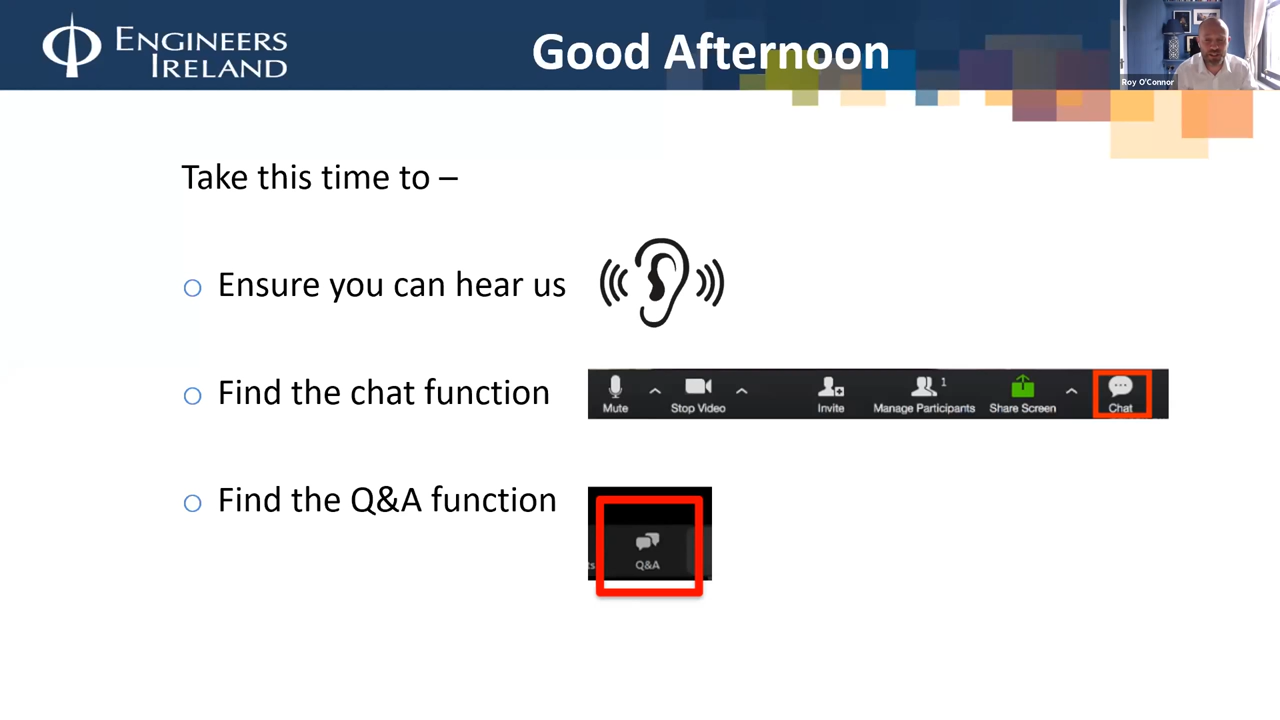 ENGINEERS
IRELAND
Good Afternoon
Roy O'Connor
Take this time to –
Ensure you can hear us
Find the chat function
Mute
Stop Video
Invite
1
Manage Participants
Share Screen
Chat
Find the Q&A function
ts
Q&A